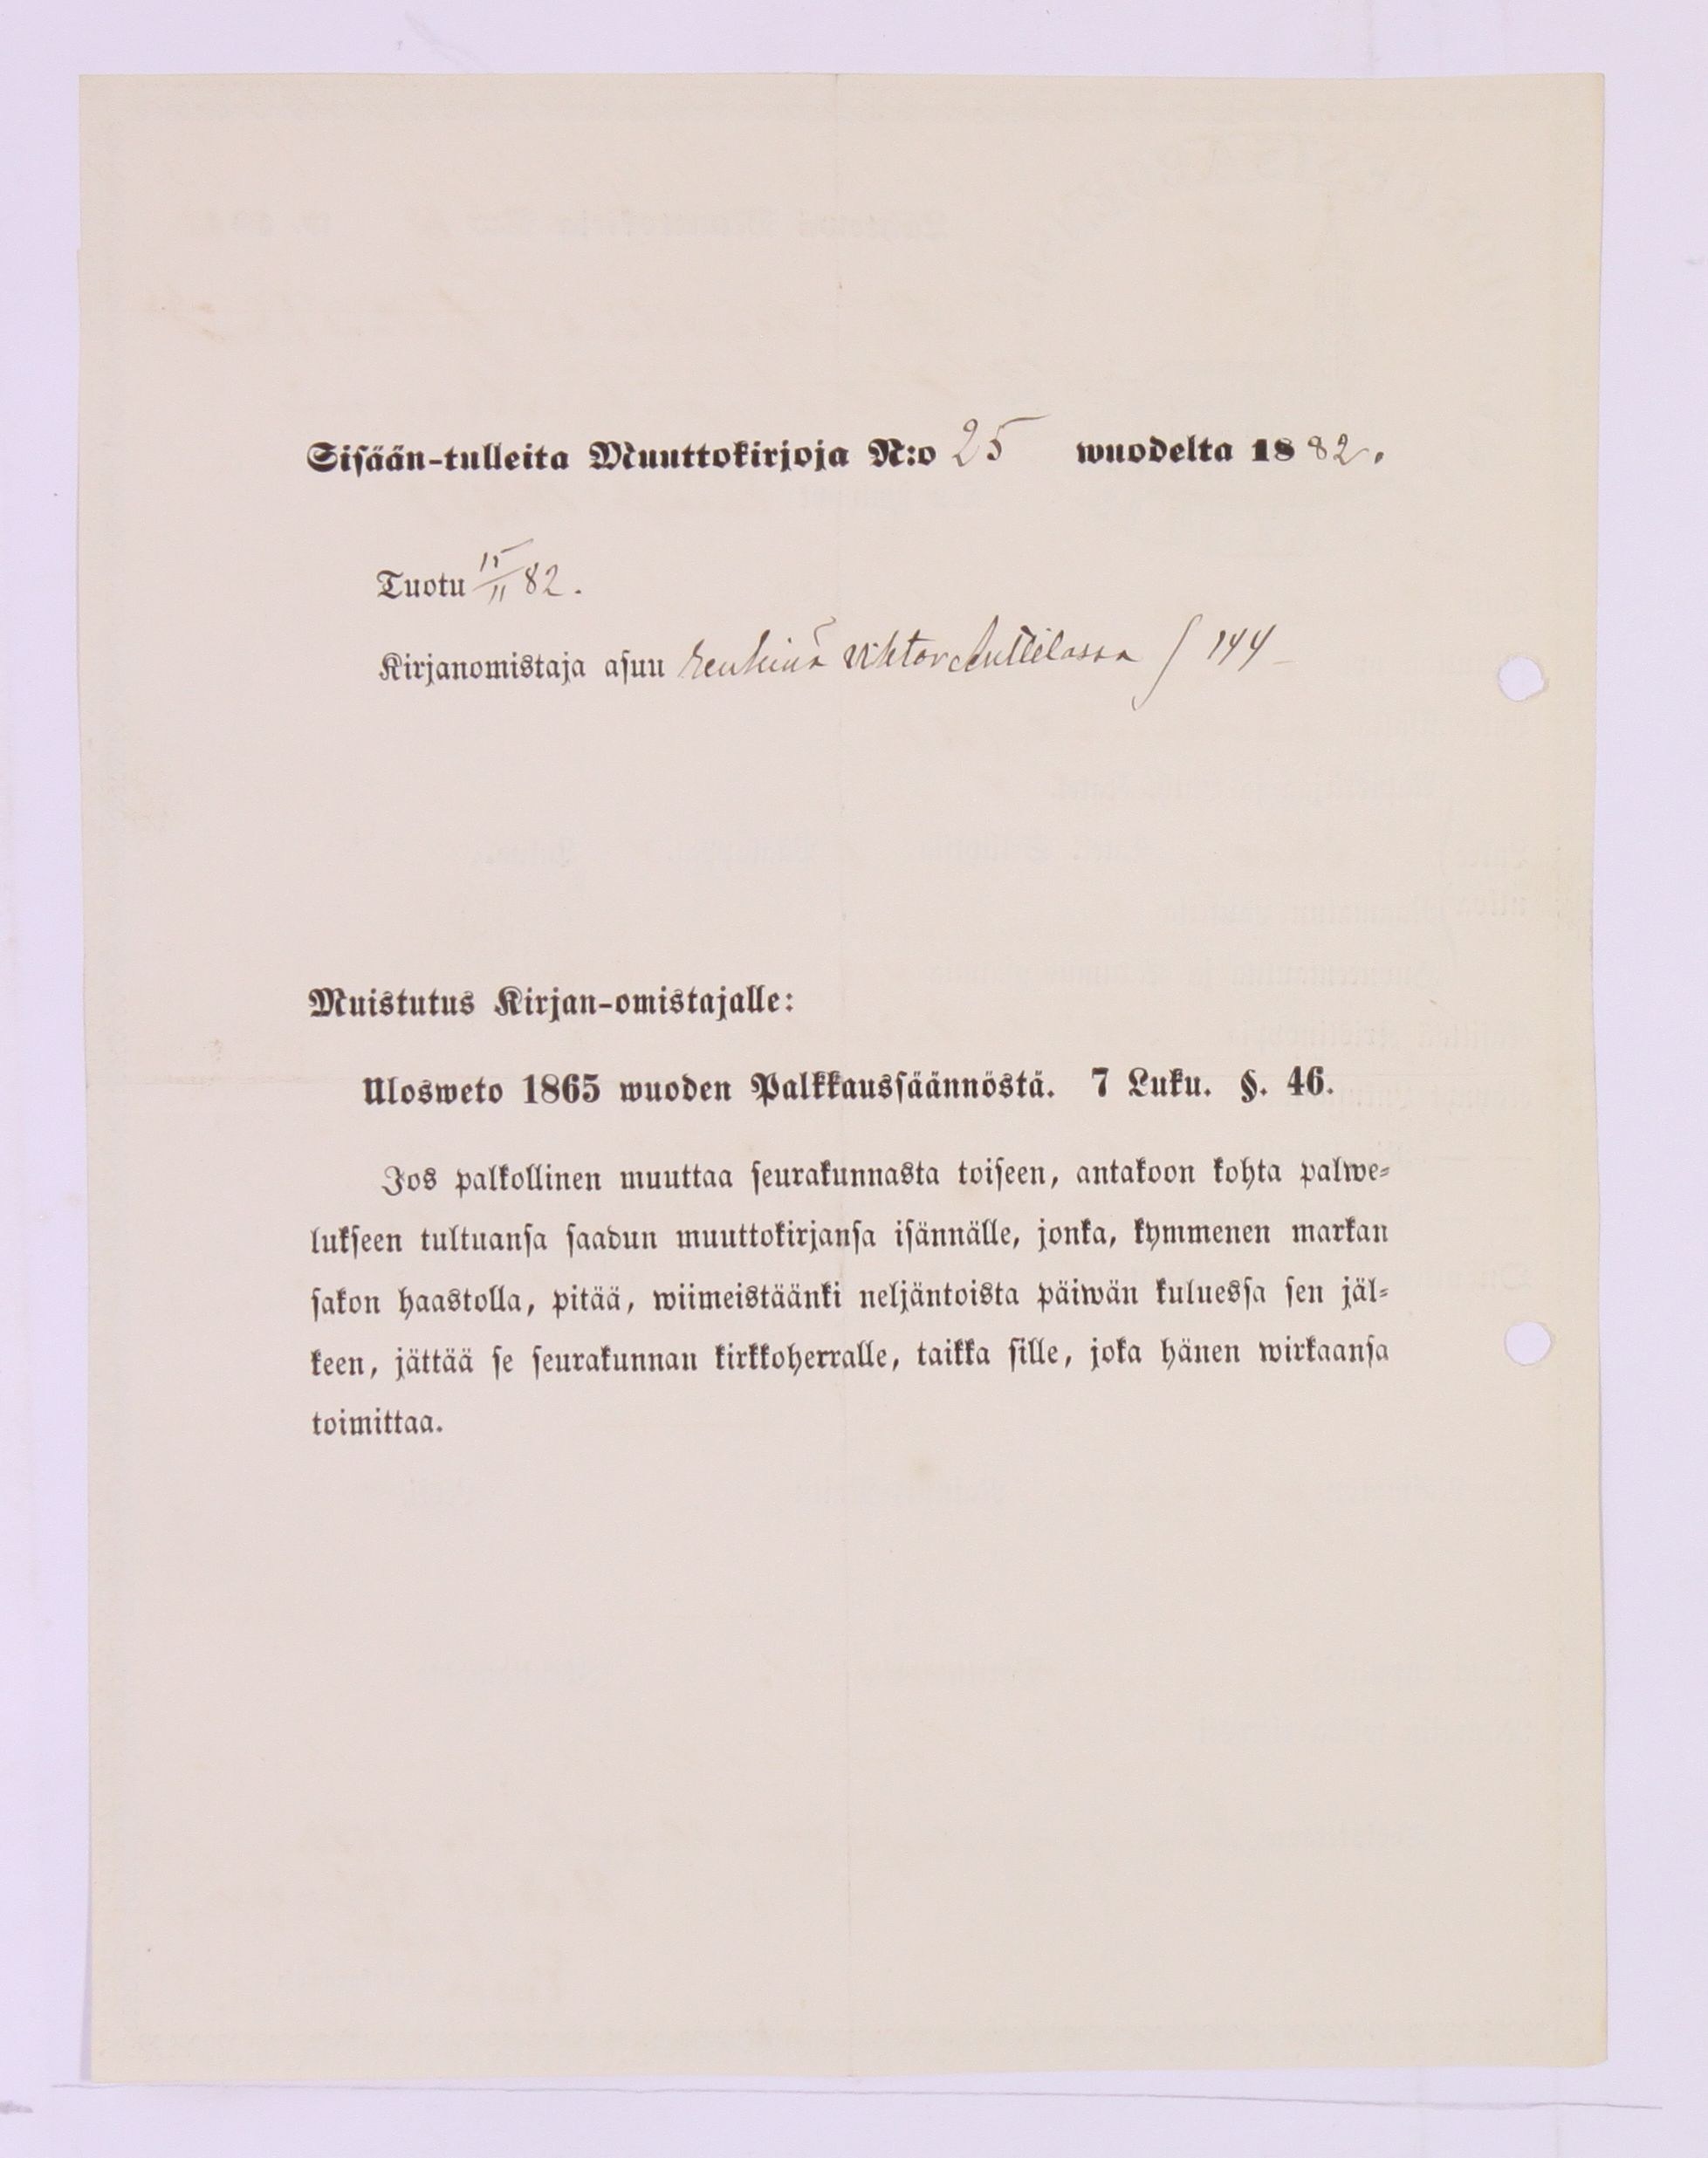 Sisään-tulleita Muuttokirjoja N:o 25 wuodelta 1882.
Tuotu 15/11 82.
Kirjanomistaja asuu renkinä Anttilassa / 144
Muistutus Kirjan-omistajalle:
Ulosweto 1865 wuoden Palkkaussäännöstä. 7 Luku. §. 46.
Jos palkollinen muuttaa seurakunnasta toiseen, antakoon kohta palwe-
lukseen tultuansa saadun muuttokirjansa isännälle, jonka, kymmenen markan
sakon haastolla, pitää, wiimeistäänki neljäntoista päiwän kuluessa sen jäl-
keen, jättää se seurakunnan kirkkoherralle, taikka sille, joka hänen wirkaansa
toimittaa.